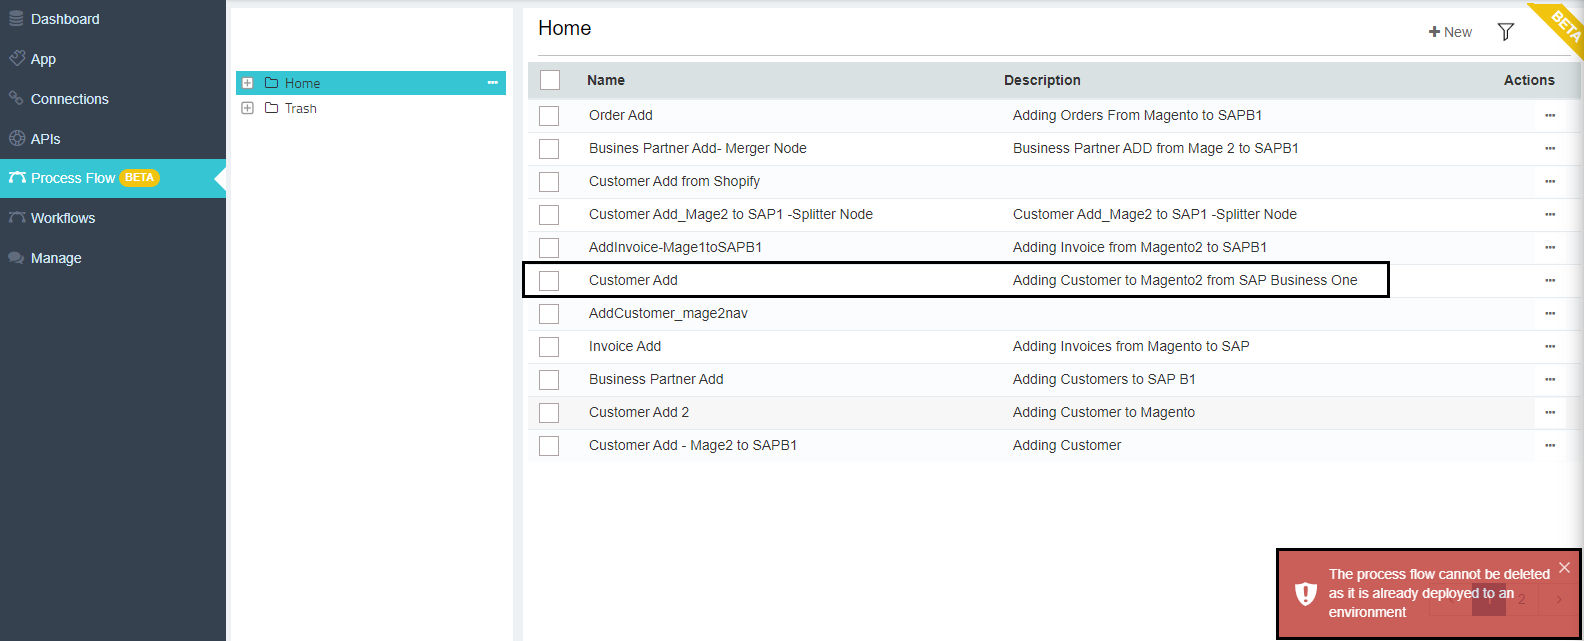 Dashboard
App
Connections
APIs
Process Flow BETA
Workflows
Manage
Home
Trash
Home
New
BETA
Name Description Actions
Order Add Adding Orders From Magento to SAPB1
Busines Partner Add- Merger Node Business Partner ADD from Mage 2 to SAPB1
Customer Add from Shopify
Customer Add_Mage2 to SAP1 -Splitter Node Customer Add_Mage2 to SAP1 -Splitter Node
AddInvoice-Mage1toSAPB1 Adding Invoice from Magento2 to SAPB1
Customer Add Adding Customer to Magento2 from SAP Business One
AddCustomer_mage2nav
Invoice Add Adding Invoices from Magento to SAP
Business Partner Add Adding Customers to SAP B1
Customer Add 2 Adding Customer to Magento
Customer Add - Mage2 to SAPB1 Adding Customer
The process flow cannot be deleted
as it is already deployed to an
environment
1 2